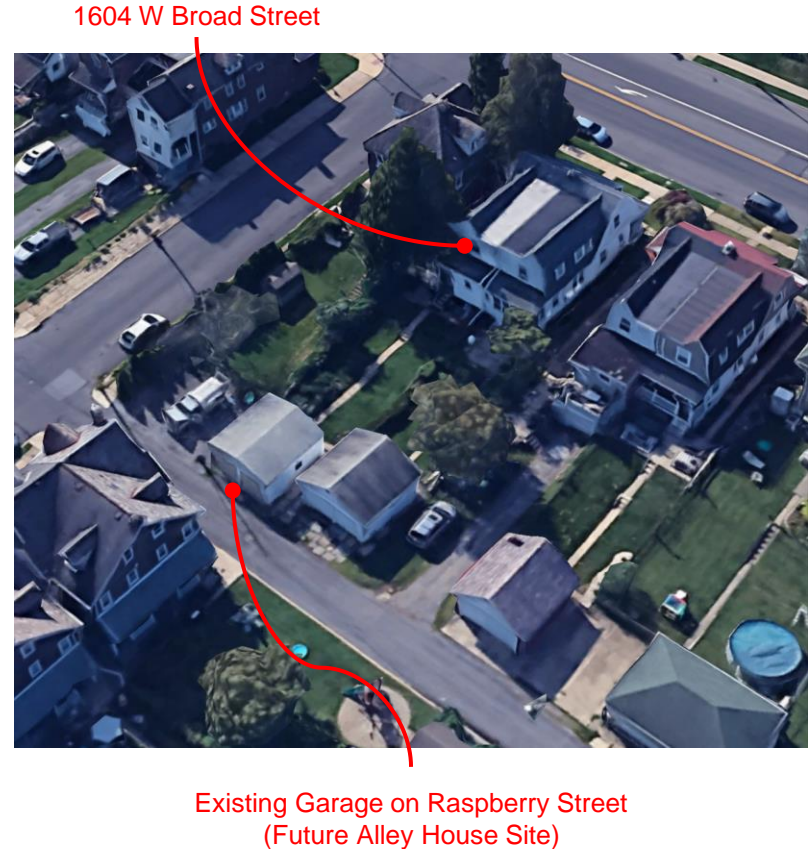 1604 W Broad Street
Existing Garage on Raspberry Street
(Future Alley House Site)